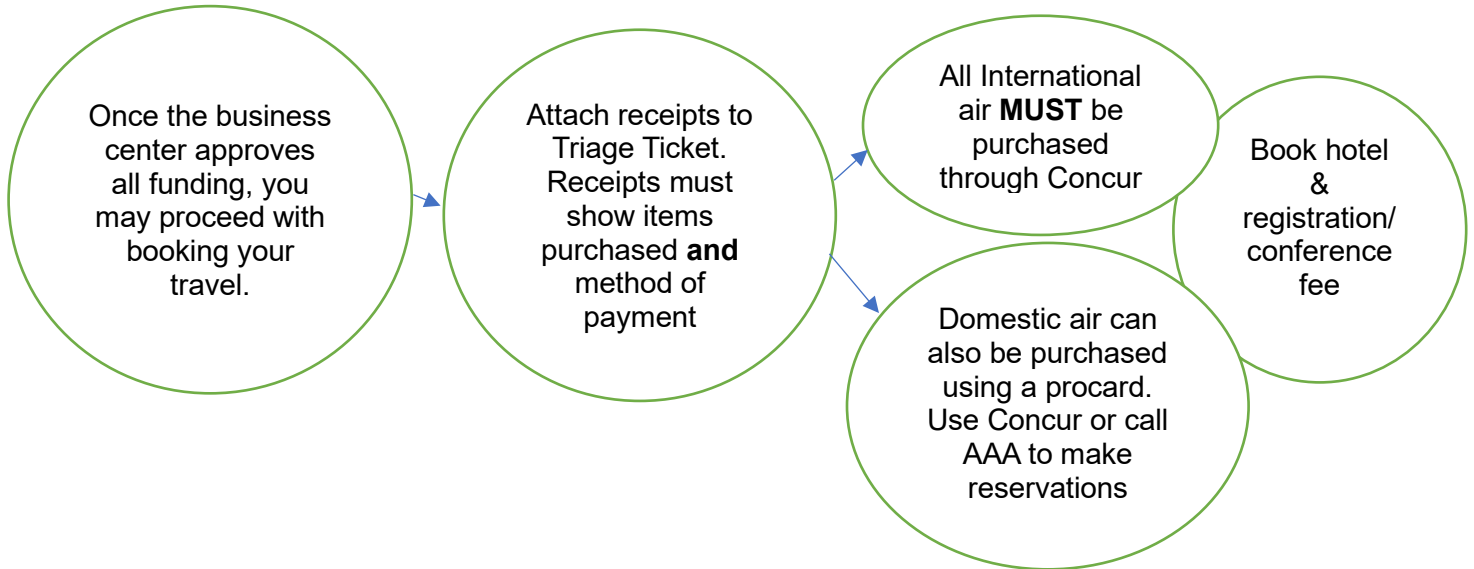 Once the business
center approves
all funding, you
may proceed with
booking your
travel.
Attach receipts to
Triage Ticket.
Receipts must
show items
purchased and
method of
payment
All International
air MUST be
purchased
through Concur
Domestic air can
also be purchased
using a procard.
Use Concur or call
AAA to make
reservations
Book hotel
&
registration/
conference
fee